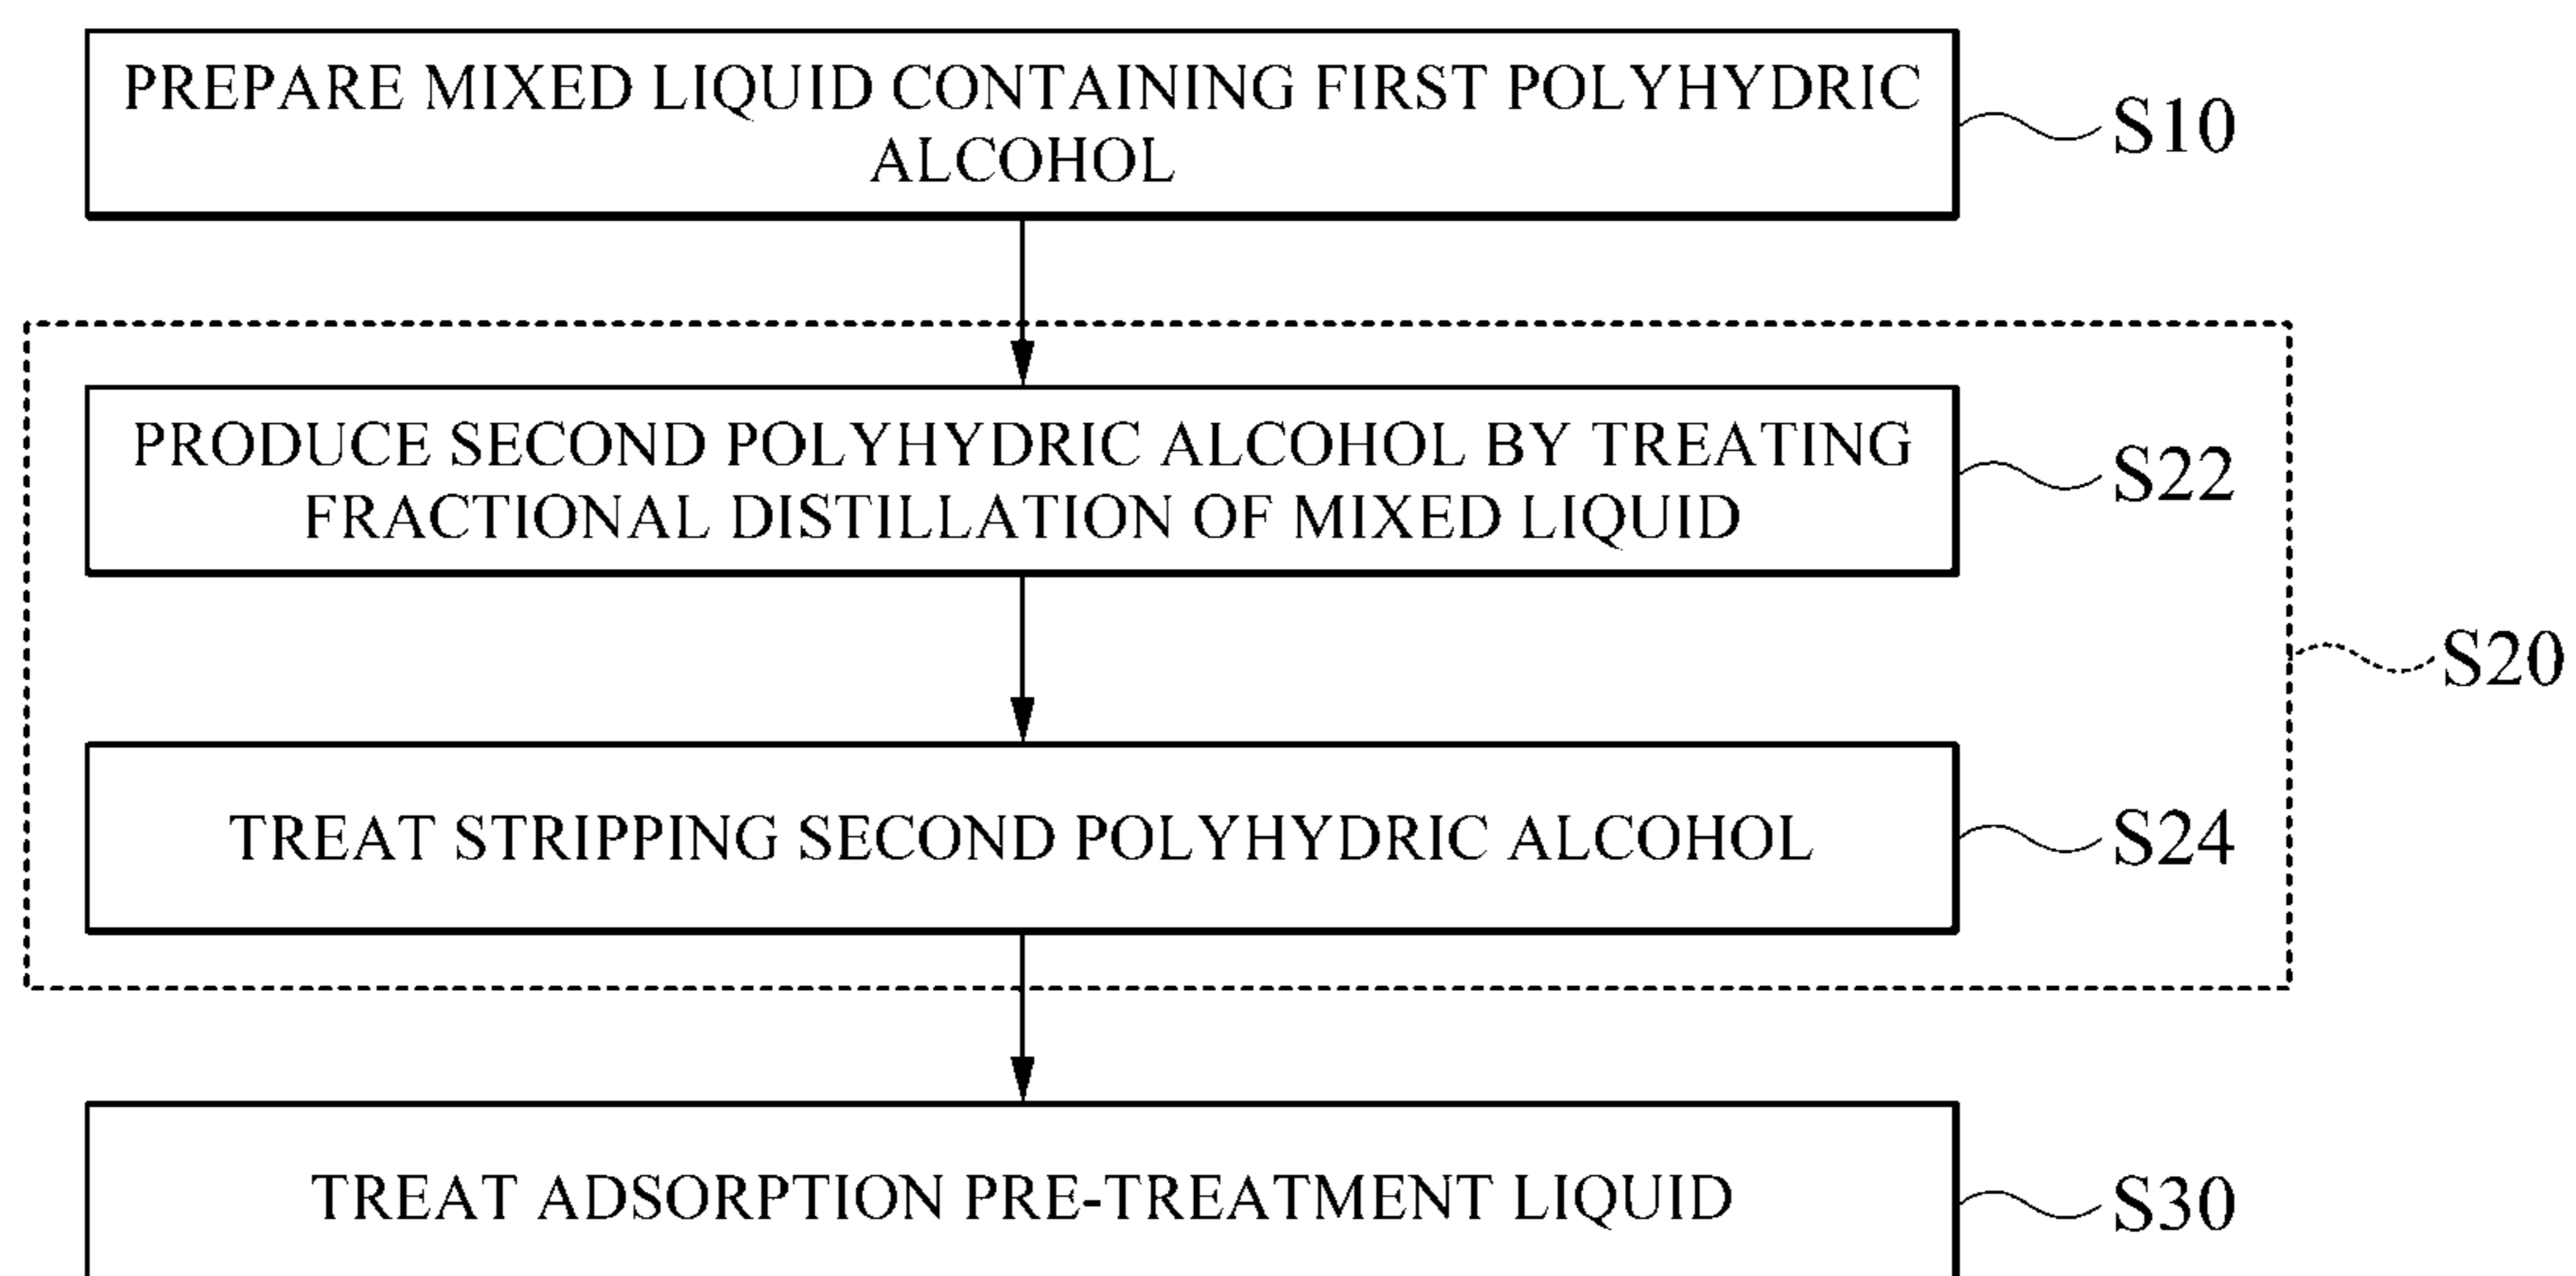 PREPARE MIXED LIQUID CONTAINING FIRST POLYHYDRIC
ALCOHOL
S10
PRODUCE SECOND POLYHYDRIC ALCOHOL BY TREATING
FRACTIONAL DISTILLATION OF MIXED LIQUID
S22
S20
TREAT STRIPPING SECOND POLYHYDRIC ALCOHOL
S24
TREAT ADSORPTION PRE-TREATMENT LIQUID
S30